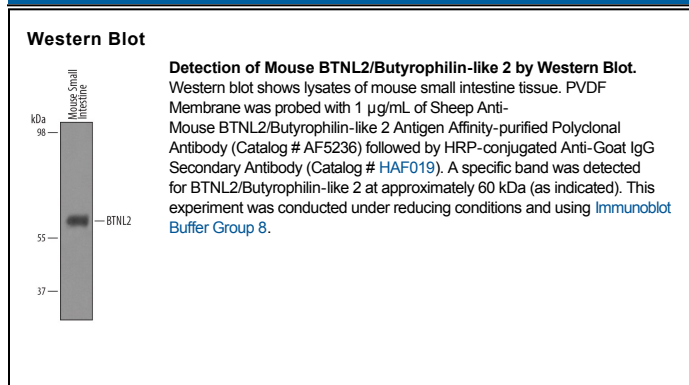 Western Blot
Mouse Small
Intestine
kDa
98
BTNL2
55
37
Detection of Mouse BTNL2/Butyrophilin-like 2 by Western Blot.
Western blot shows lysates of mouse small intestine tissue. PVDF
Membrane was probed with 1 µg/mL of Sheep Anti-
Mouse BTNL2/Butyrophilin-like 2 Antigen Affinity-purified Polyclonal
Antibody (Catalog # AF5236) followed by HRP-conjugated Anti-Goat IgG
Secondary Antibody (Catalog # HAF019). A specific band was detected
for BTNL2/Butyrophilin-like 2 at approximately 60 kDa (as indicated). This
experiment was conducted under reducing conditions and using Immunoblot
Buffer Group 8.